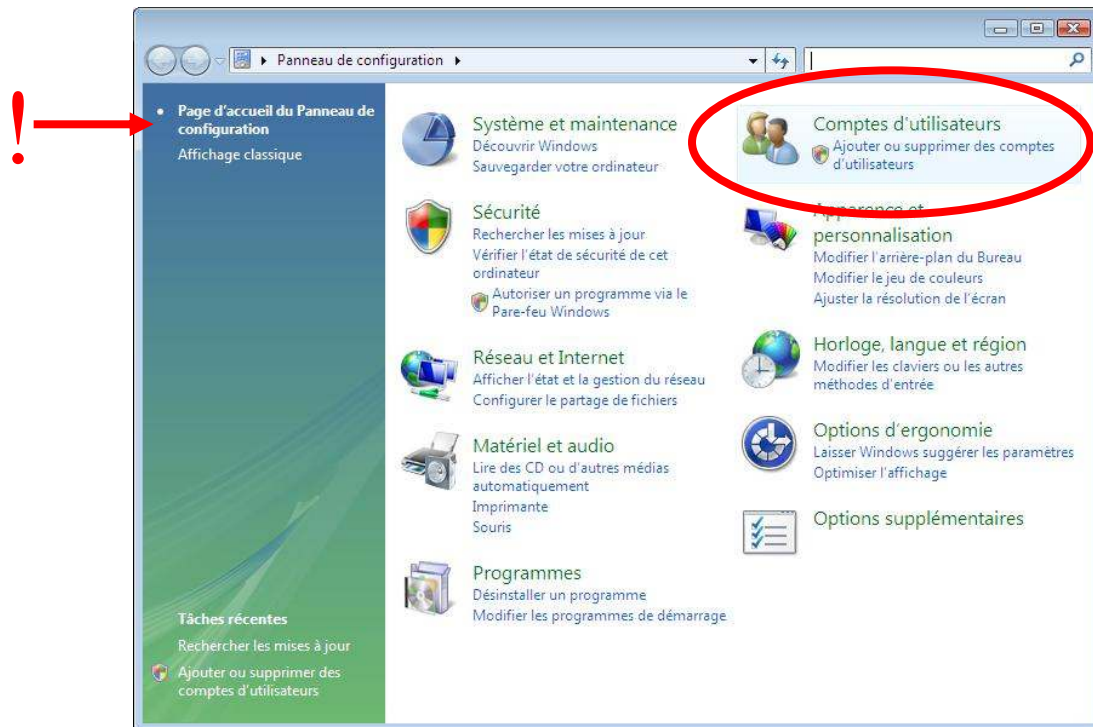 Panneau de configuration
!
Page d'accueil du Panneau de
configuration
Affichage classique
Système et maintenance
Découvrir Windows
Sauvegarder votre ordinateur
Sécurité
Rechercher les mises à jour
Vérifier l'état de sécurité de cet
ordinateur
Autoriser un programme via le
Pare-feu Windows
Réseau et Internet
Afficher l'état et la gestion du réseau
Configurer le partage de fichiers
Matériel et audio
Lire des CD ou d'autres médias
automatiquement
Imprimante
Souris
Programmes
Désinstaller un programme
Modifier les programmes de démarrage
Comptes d'utilisateurs
Ajouter ou supprimer des comptes
d'utilisateurs
Apparence et
personnalisation
Modifier l'arrière-plan du Bureau
Modifier le jeu de couleurs
Ajuster la résolution de l'écran
Horloge, langue et région
Modifier les claviers ou les autres
méthodes d'entrée
Options d'ergonomie
Laisser Windows suggérer les paramètres
Optimiser l'affichage
Options supplémentaires
Tâches récentes
Rechercher les mises à jour
Ajouter ou supprimer des
comptes d'utilisateurs